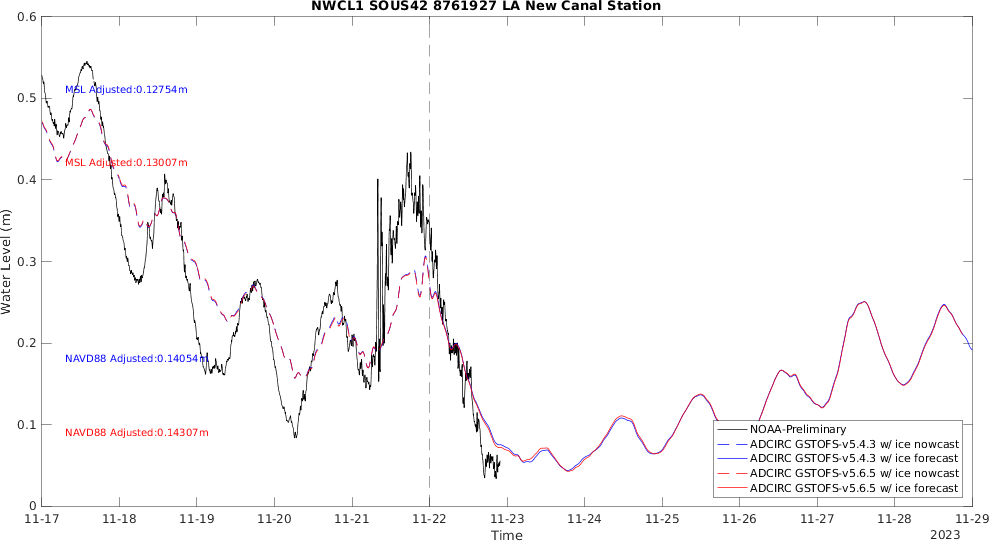 NWCL1 SOUS42 8761927 LA New Canal Station
Water Level (m)
0.6
0.5
0.4
0.3
0.2
0.1
0
MSL Adjusted:0.12754m
MSL Adjusted:0.13007m
NAVD88 Adjusted:0.14054m
NAVD88 Adjusted:0.14307m
NOAA-Preliminary
ADCIRC GSTOFS-v5.4.3 w/ ice nowcast
ADCIRC GSTOFS-v5.4.3 w/ ice forecast
ADCIRC GSTOFS-v5.6.5 w/ ice nowcast
ADCIRC GSTOFS-v5.6.5 w/ ice forecast
11-17 11-18 11-19 11-20 11-21 11-22 11-23 11-24 11-25 11-26 11-27 11-28 11-29
Time
2023